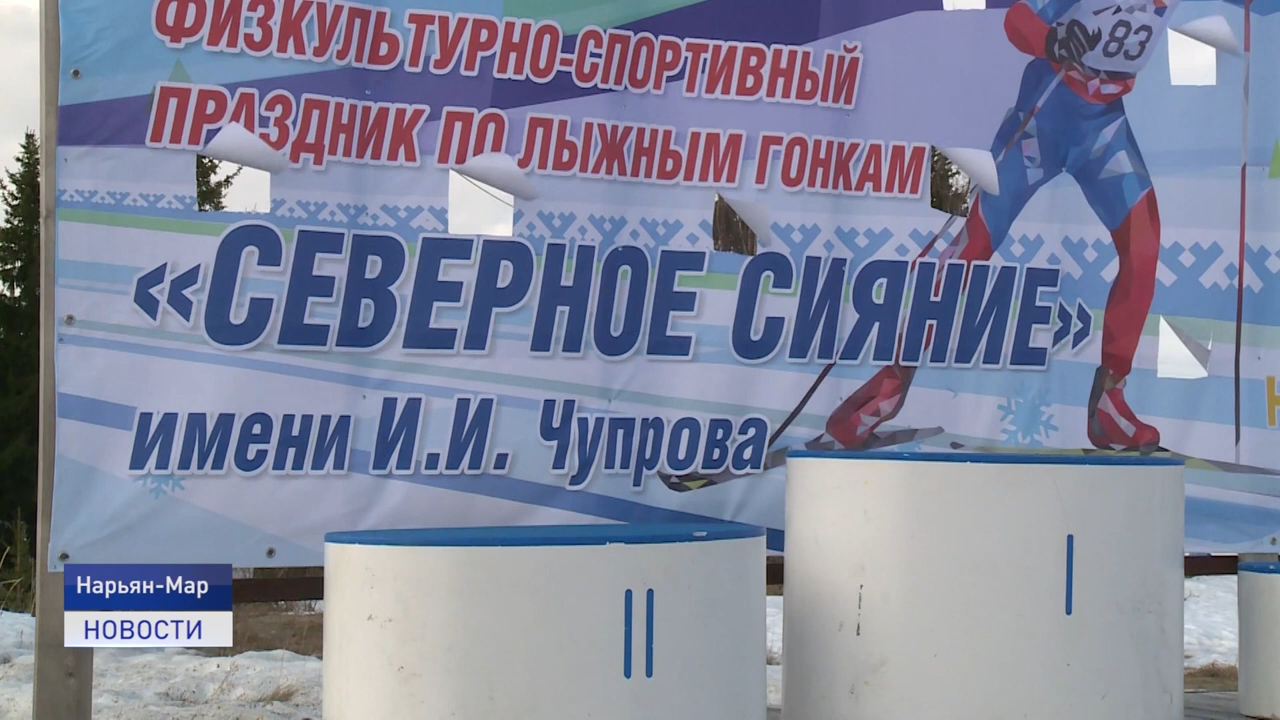 ФИЗКУЛЬТУРНО-СПОРТИВНЫЙ
ПРАЗДНИК ПО ЛЫЖНЫМ ГОНКАМ
«СЕВЕРНОЕ СИЯНИЕ»
имени И.И. Чупрова
83
II
I
Нарьян-Мар
НОВОСТИ